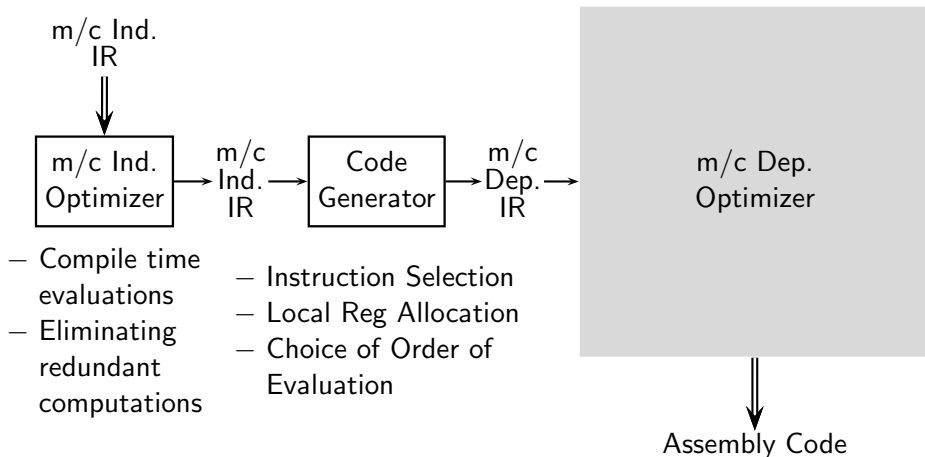 m/c Ind.
IR
m/c Ind.
Optimizer
m/c
Ind.
IR
Code
Generator
m/c
Dep.
IR
m/c Dep.
Optimizer
– Compile time
evaluations
– Eliminating
redundant
computations
– Instruction Selection
– Local Reg Allocation
– Choice of Order of
Evaluation
Assembly Code